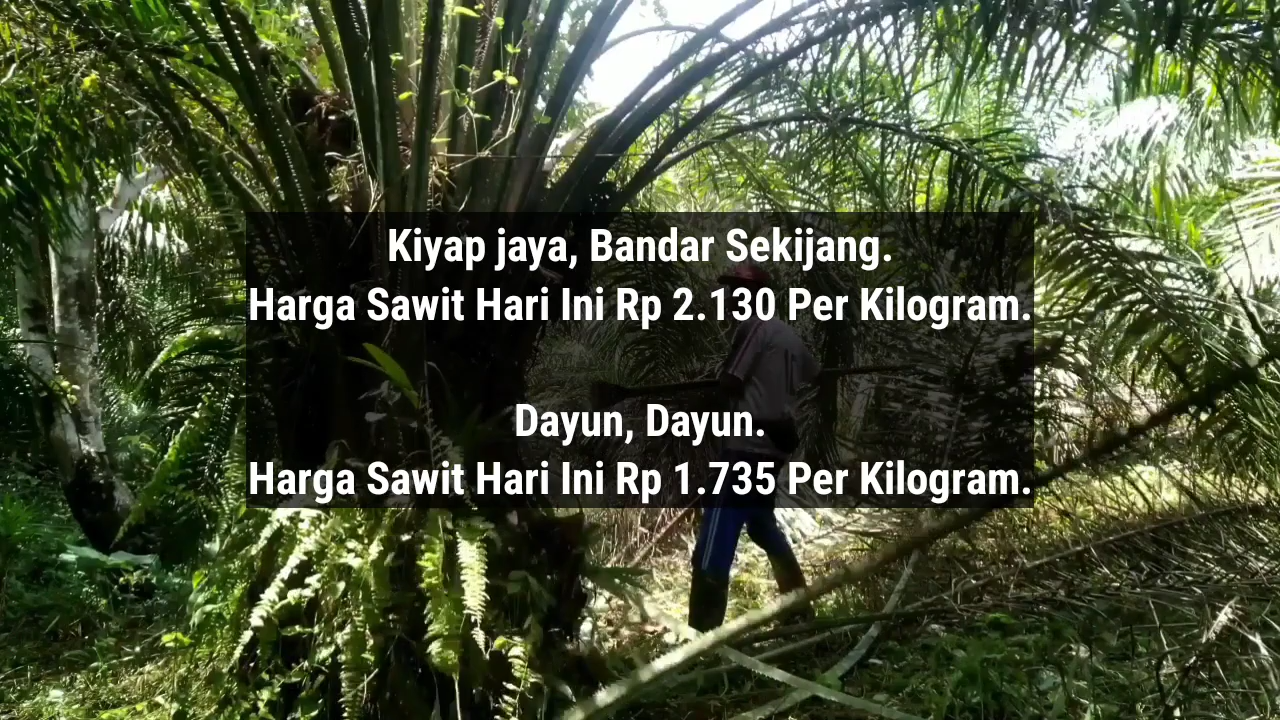 Kiyap jaya, Bandar Sekijang.
Harga Sawit Hari Ini Rp 2.130 Per Kilogram.
Dayun, Dayun.
Harga Sawit Hari Ini Rp 1.735 Per Kilogram.